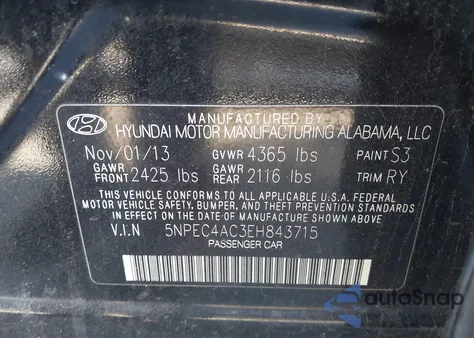 MANUFACTURED BY
HYUNDAI MOTOR MANUFACTURING ALABAMA, LLC
Nov/01/13 GVWR 4365 lbs PAINT S3
GAWR FRONT 2425 lbs GAWR REAR 2116 lbs TRIM RY
THIS VEHICLE CONFORMS TO ALL APPLICABLE U.S.A. FEDERAL
MOTOR VEHICLE SAFETY, BUMPER, AND THEFT PREVENTION STANDARDS
IN EFFECT ON THE DATE OF MANUFACTURE SHOWN ABOVE.
V.I.N 5NPEC4AC3EH843715
PASSENGER CAR
autoSnap